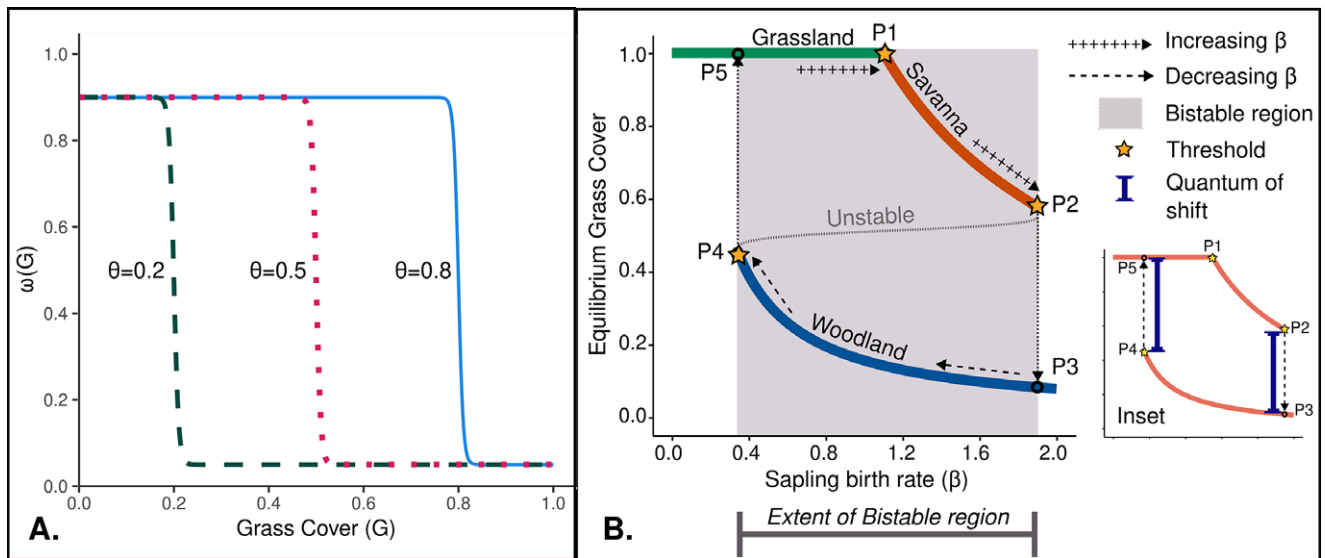 1.0
0.8
0.6
0.4
0.2
0.0
ω(G)
θ=0.2
θ=0.5
θ=0.8
0.0 0.2 0.4 0.6 0.8 1.0
Grass Cover (G)
A.
Equilibrium Grass Cover
1.0
0.8
0.6
0.4
0.2
0.0
Grassland
P1
P5
Savanna
P2
Unstable
P4
Woodland
P3
0.0 0.4 0.8 1.2 1.6 2.0
Sapling birth rate (β)
B.
Extent of Bistable region
Increasing β
Decreasing β
Bistable region
Threshold
Quantum of
shift
P1
P5
P2
P4
P3
Inset